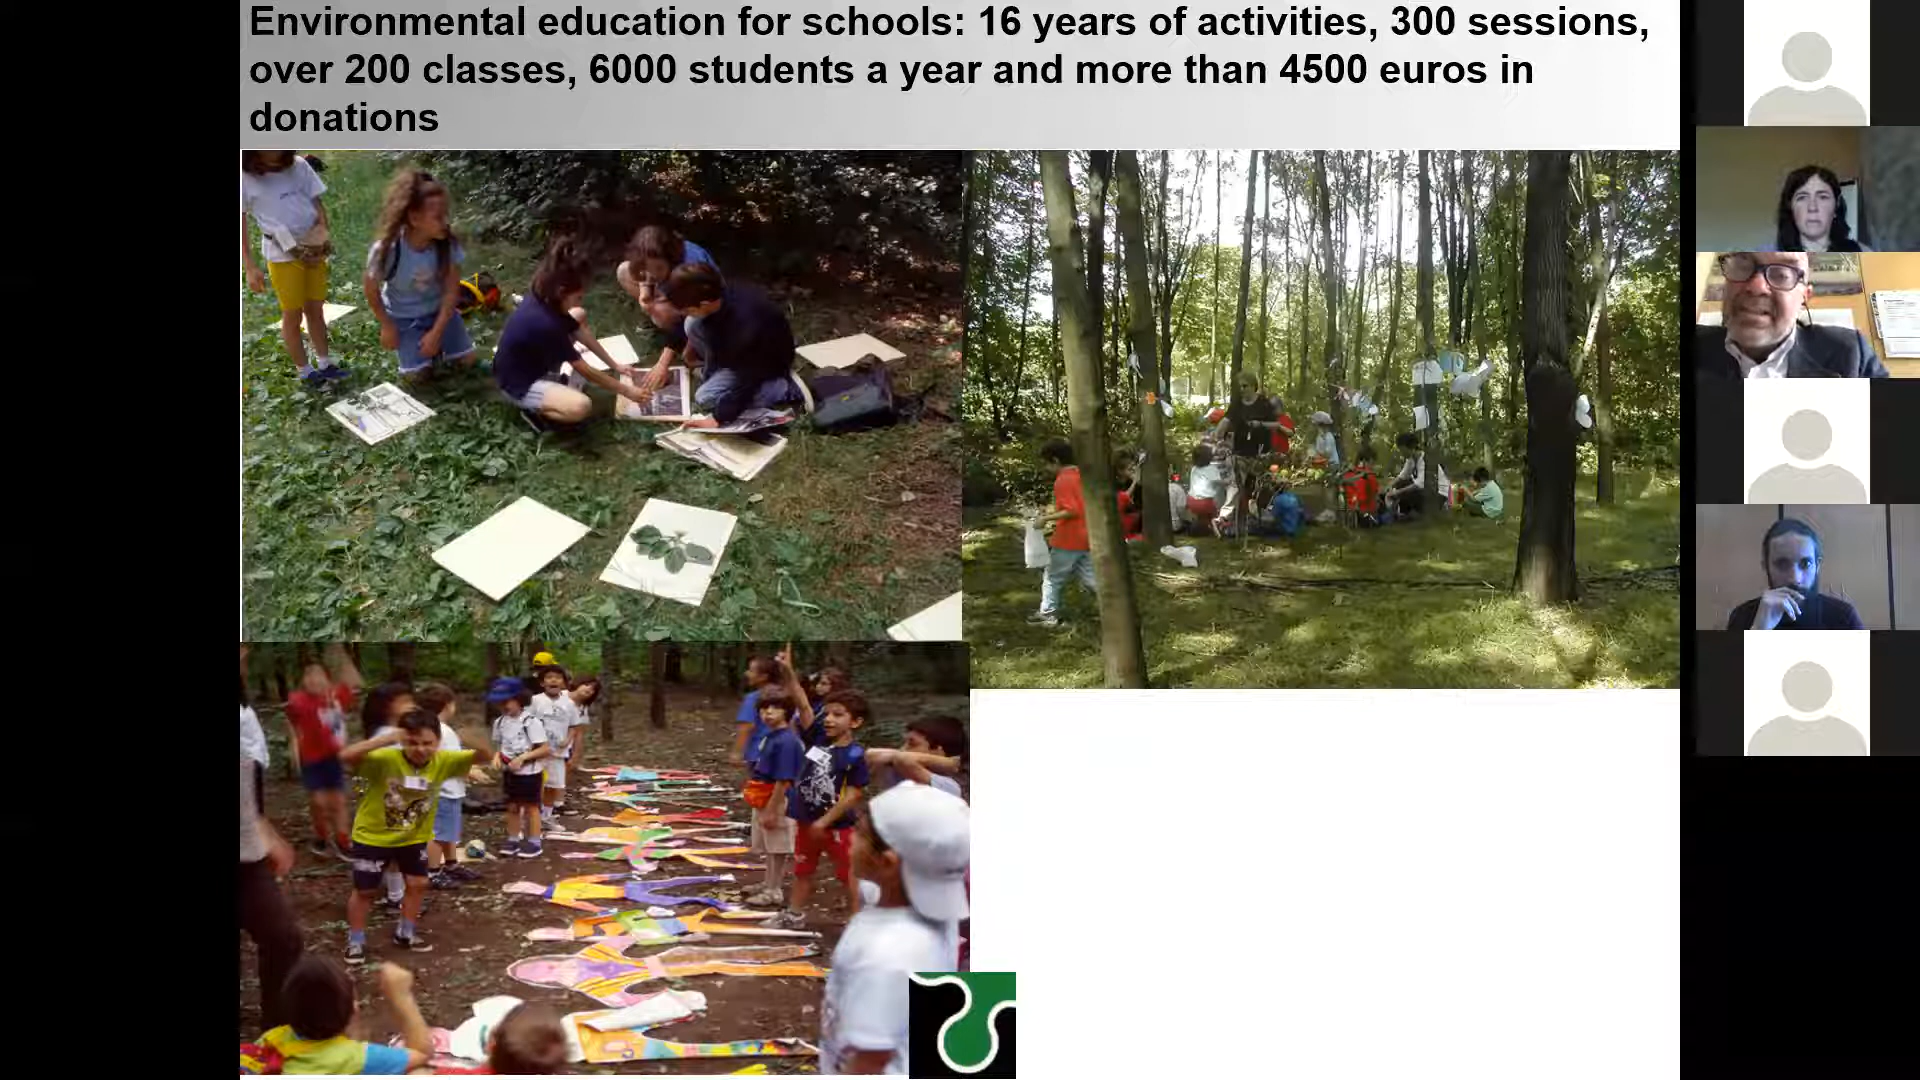 Environmental education for schools: 16 years of activities, 300 sessions,
over 200 classes, 6000 students a year and more than 4500 euros in
donations